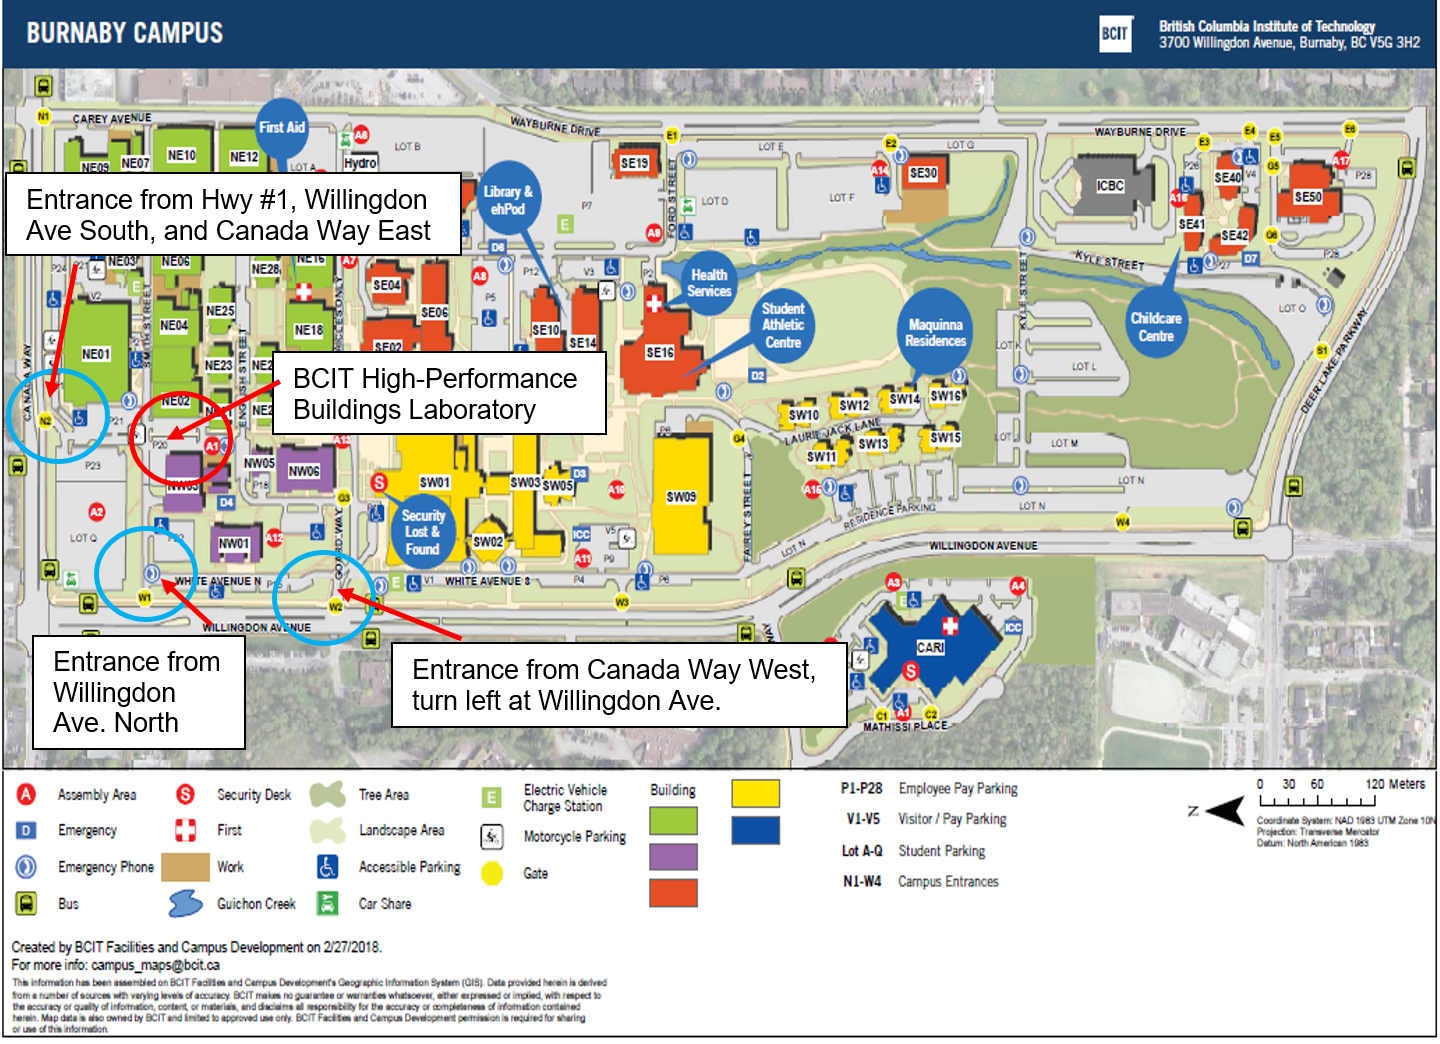 BURNABY CAMPUS
BCIT
British Columbia Institute of Technology
3700 Willingdon Avenue, Burnaby, BC V5G 3H2
N1
CAREY AVENUE
First Aid
A6
LOT B
WAYBURNE DRIVE
E1
LOT E
E2
LOT G
WAYBURNE DRIVE
E3
E4
E5
E6
NE09
NE07
NE10
NE12
LOT A
Hydro
SE19
A14
SE30
ICBC
P26
SE40
V4
G5
A17
P28
Entrance from Hwy #1, Willingdon
Ave South, and Canada Way East
Library &
ehPod
P7
E
FORD STREET
LOT D
LOT F
A16
SE50
SE41
SE42
G6
A9
D6
P24
NE03
NE06
NE28
NE16
A7
A8
P12
V3
P2
Health
Services
KYLE STREET
P27
D7
P28
V2
E
SE04
SE06
P5
LOT O
NE01
SMITH STREET
NE04
NE25
NE18
VEHICLES ONLY
SE02
SE10
SE14
SE16
Student
Athletic
Centre
Maquinna
Residences
KYLE STREET
Childcare
Centre
CANADA WAY
NE23
ENGLISH STREET
LOT K
LOT L
S1
DEER LAKE PARKWAY
BCIT High-Performance
Buildings Laboratory
D2
NE02
N2
P21
P20
A1
SW10
SW12
SW14
SW16
LAURIE JACK LANE
SW11
SW13
SW15
P8
G4
LOT J
LOT M
P23
NW03
NW05
NW06
P18
S
SW01
SW03
SW05
D3
A10
SW09
A15
LOT N
LOT N
A2
D4
G3
Security
Lost &
Found
RESIDENCE PARKING
W4
LOT Q
NW01
A12
GOARD WAY
SW02
ICC
V5
A11
P9
FAIREY STREET
LOT N
WILLINGDON AVENUE
WHITE AVENUE N
E
V1
WHITE AVENUE S
P4
P6
A3
A4
W1
W2
W3
E
WILLINGDON AVENUE
ICC
CARI
S
Entrance from
Willingdon
Ave. North
Entrance from Canada Way West,
turn left at Willingdon Ave.
C1
A1
C2
MATHISSI PLACE
A
Assembly Area
D
Emergency
Emergency Phone
Bus
S
Security Desk
First
Work
Guichon Creek
Tree Area
Landscape Area
Accessible Parking
Car Share
E
Electric Vehicle
Charge Station
Motorcycle Parking
Gate
Building
P1-P28 Employee Pay Parking
V1-V5 Visitor / Pay Parking
Lot A-Q Student Parking
N1-W4 Campus Entrances
N
0 30 60 120 Meters
Coordinate System: NAD 1983 UTM Zone 10N
Projection: Transverse Mercator
Datum: North American 1983
Created by BCIT Facilities and Campus Development on 2/27/2018.
For more info: campus_maps@bcit.ca
This information has been assembled on BCIT Facilities and Campus Development's Geographic Information System (GIS). Data provided herein is derived
from a number of sources with varying levels of accuracy. BCIT makes no guarantee or warranties whatsoever, either expressed or implied, with respect to
the accuracy or quality of information, content, or materials, and disclaims all responsibility for the accuracy or completeness of information contained
herein. Map data is also owned by BCIT and limited to approved use only. BCIT Facilities and Campus Development permission is required for sharing
or use of this information.